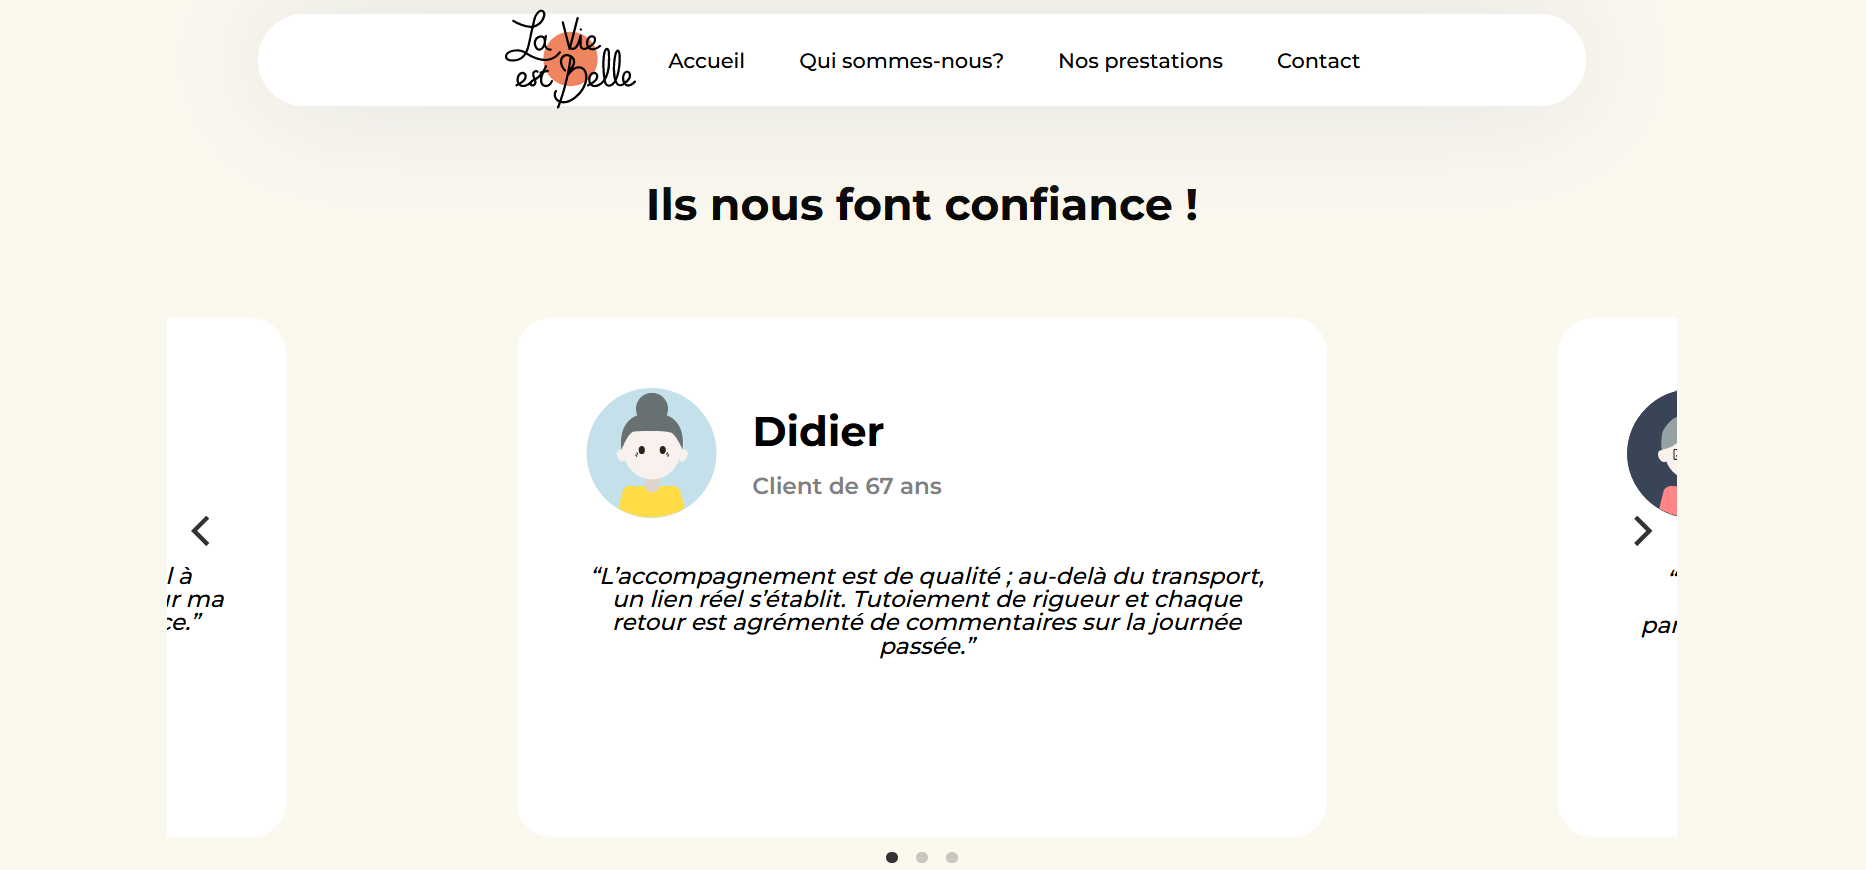 La Vie
est Belle
Accueil
Qui sommes-nous?
Nos prestations
Contact
Ils nous font confiance !
l à
ur ma
ce.”
Didier
Client de 67 ans
“L’accompagnement est de qualité ; au-delà du transport,
un lien réel s’établit. Tutoiement de rigueur et chaque
retour est agrémenté de commentaires sur la journée
passée.”
“
par